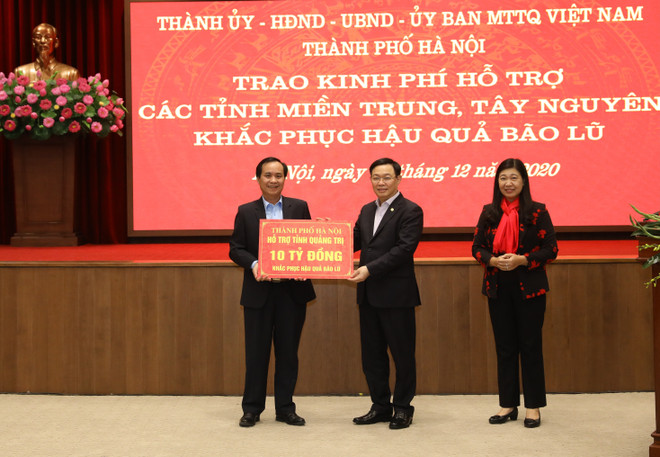 THÀNH ỦY - HĐND - UBND - ỦY BAN MTTQ VIỆT NAM
THÀNH PHỐ HÀ NỘI
TRAO KINH PHÍ HỖ TRỢ
CÁC TỈNH MIỀN TRUNG, TÂY NGUYÊN
KHẮC PHỤC HẬU QUẢ BÃO LŨ
Nội, ngày tháng 12 2020
THÀNH PHỐ HÀ NỘI
HỖ TRỢ TỈNH QUẢNG TRỊ
10 TỶ ĐỒNG
KHẮC PHỤC HẬU QUẢ BÃO LŨ